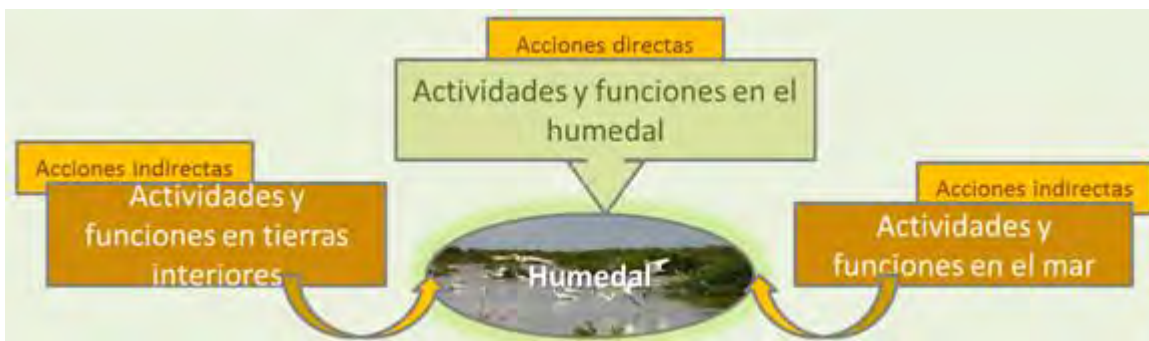 Acciones directas
Actividades y funciones en el
humedal
Acciones indirectas
Actividades y
funciones en tierras
interiores
Acciones indirectas
Actividades y
funciones en el mar
Humedal